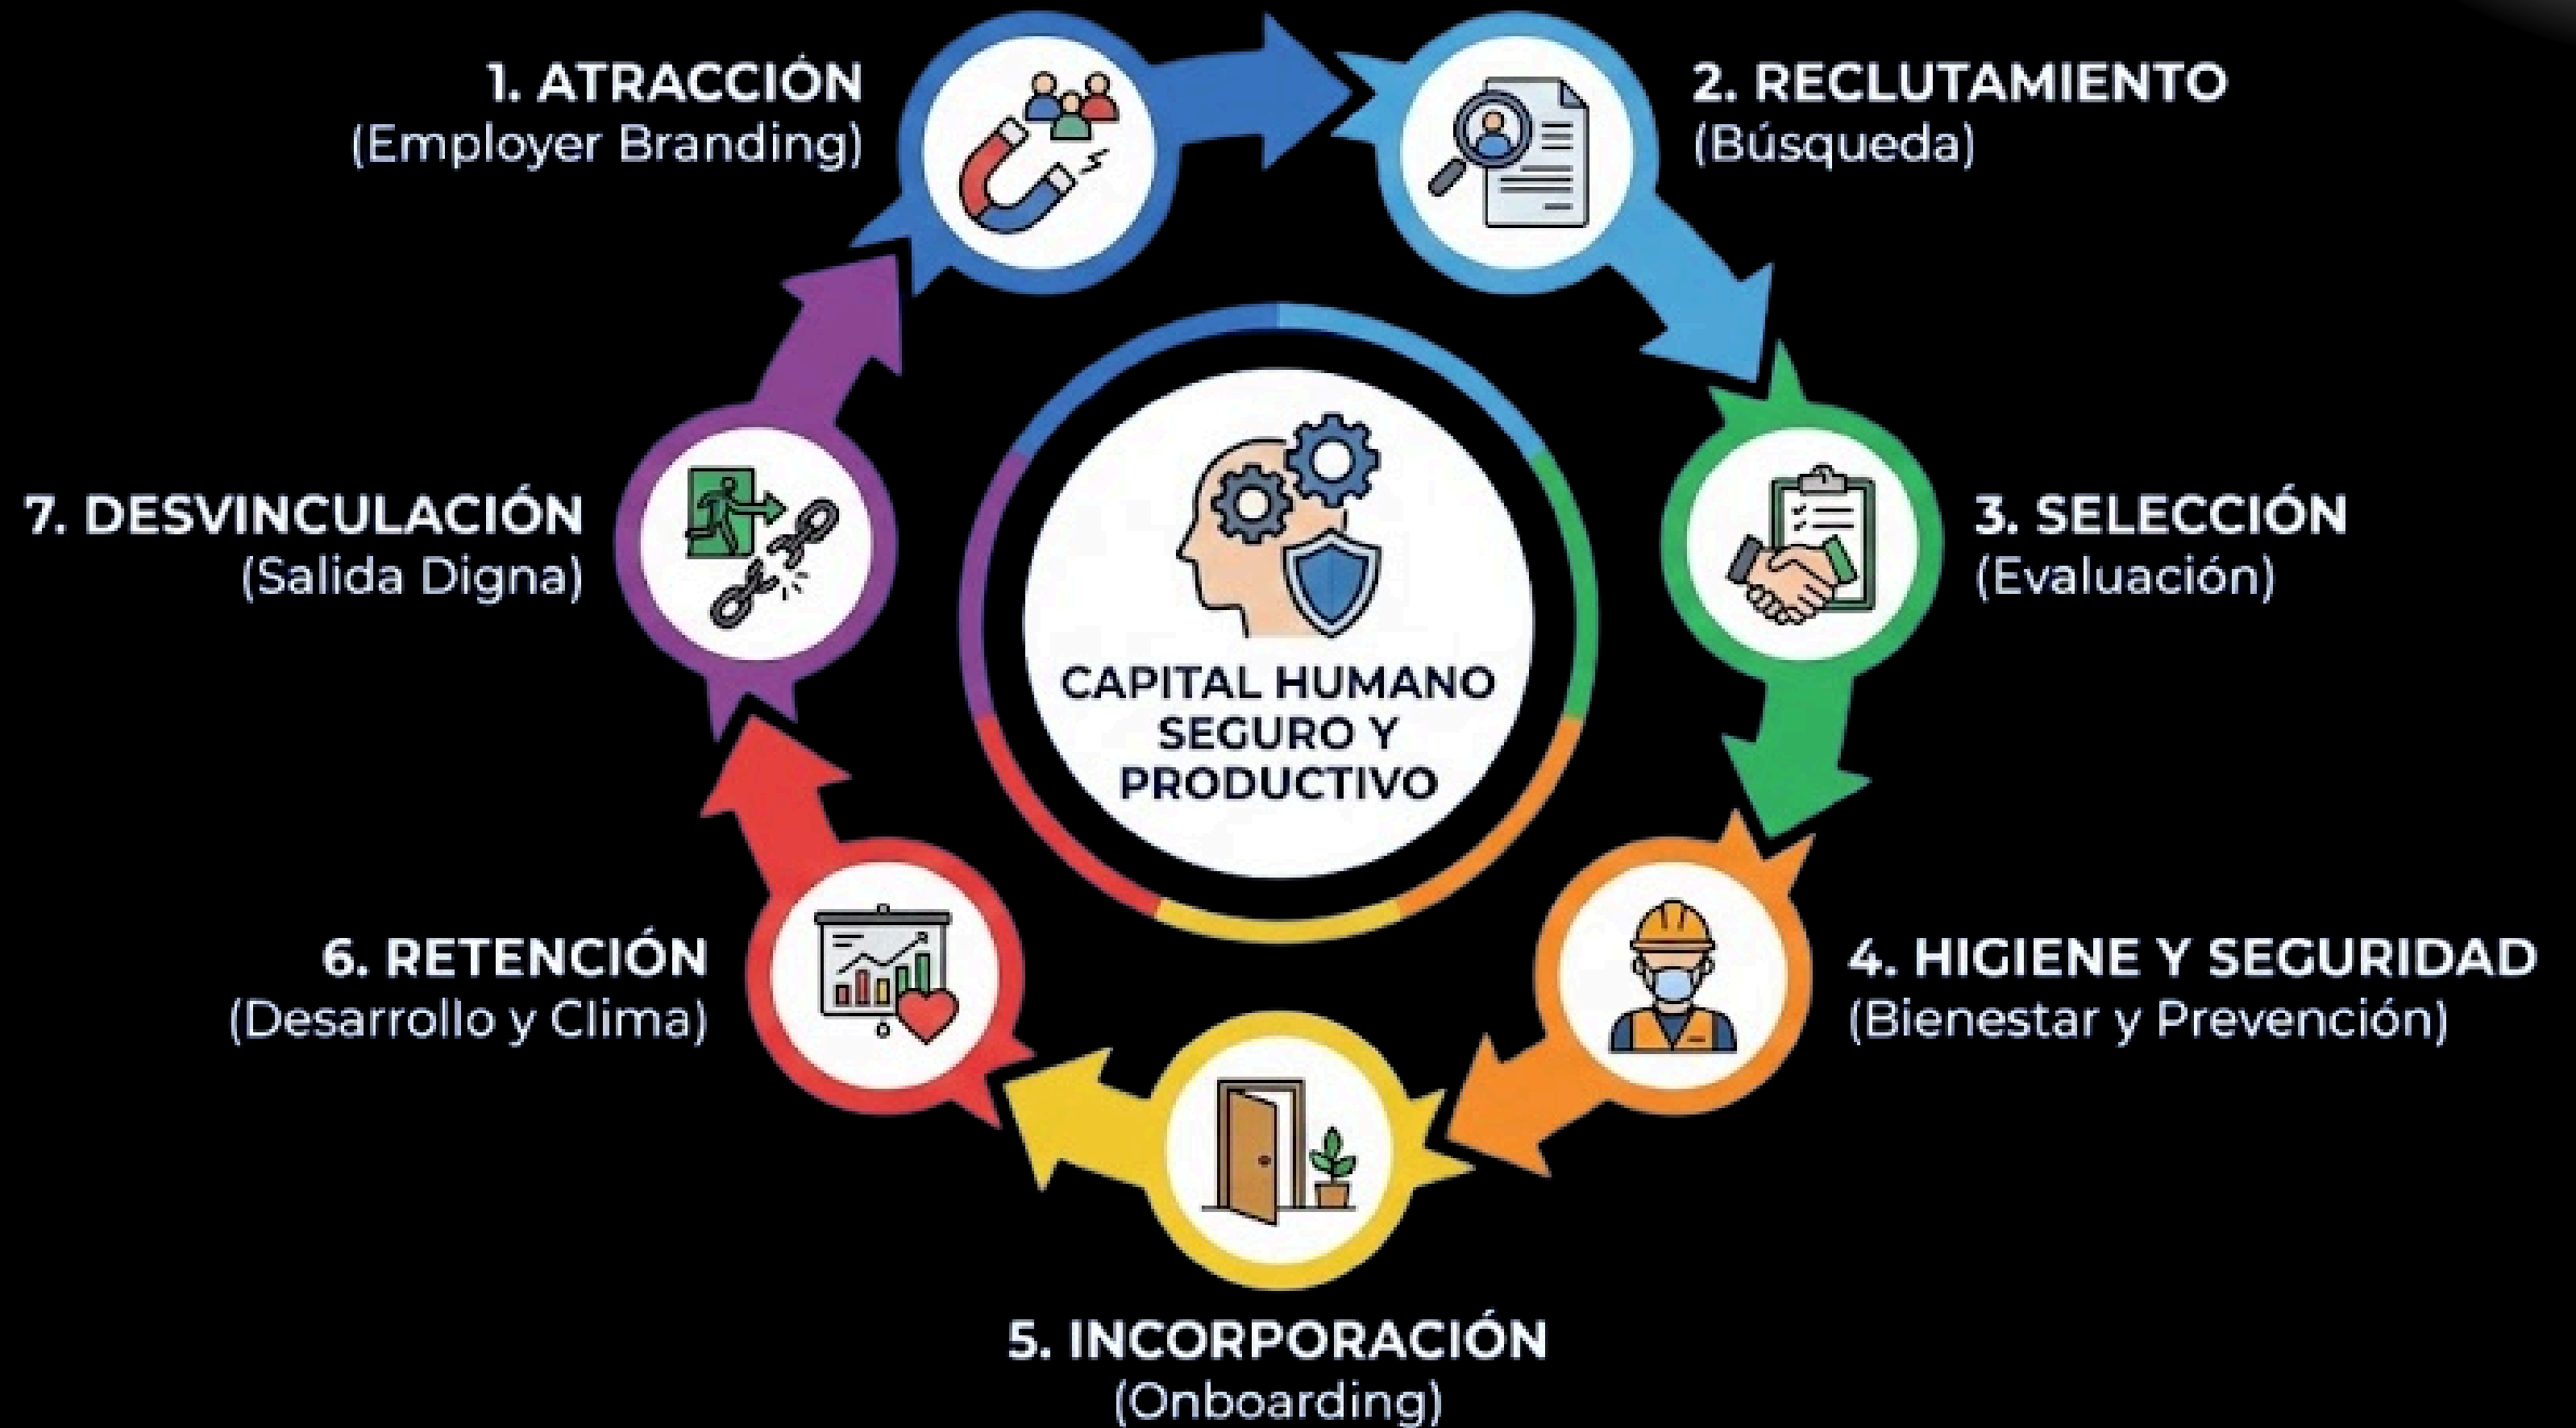 1. ATRACCIÓN
(Employer Branding)
2. RECLUTAMIENTO
(Búsqueda)
3. SELECCIÓN
(Evaluación)
4. HIGIENE Y SEGURIDAD
(Bienestar y Prevención)
5. INCORPORACIÓN
(Onboarding)
6. RETENCIÓN
(Desarrollo y Clima)
7. DESVINCULACIÓN
(Salida Digna)
CAPITAL HUMANO
SEGURO Y
PRODUCTIVO